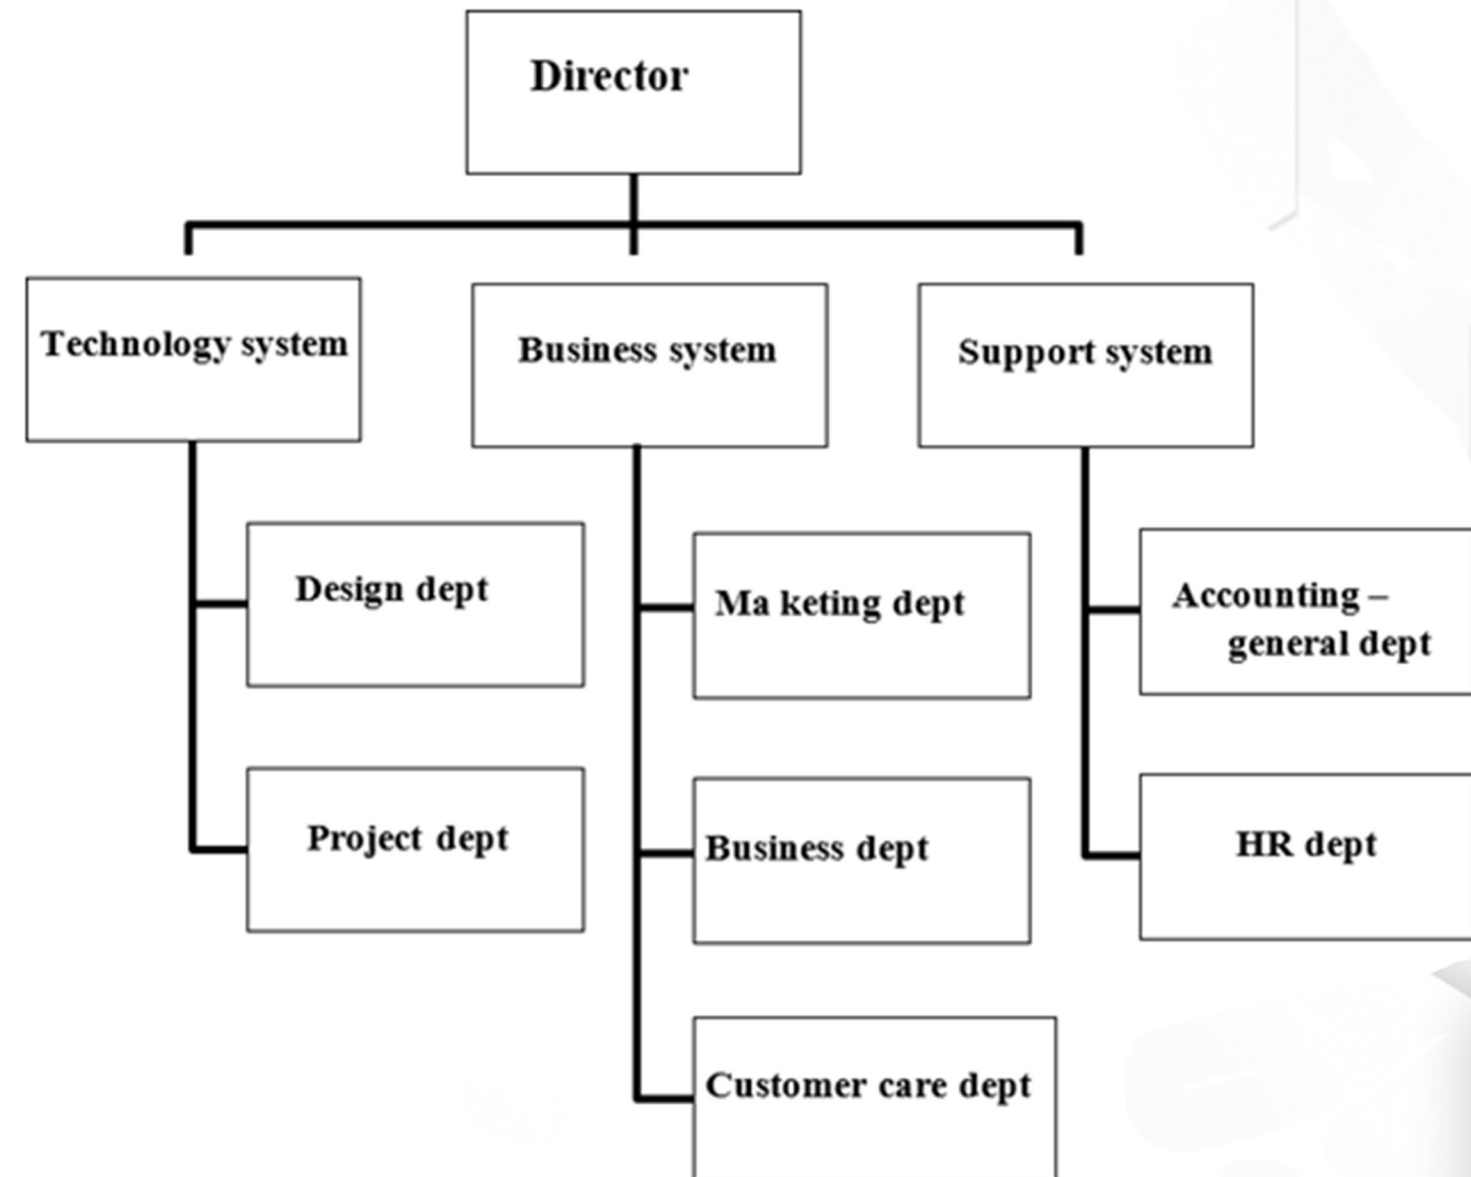 Director
Technology system
Business system
Support system
Design dept
Ma keting dept
Accounting –
general dept
Project dept
Business dept
HR dept
Customer care dept